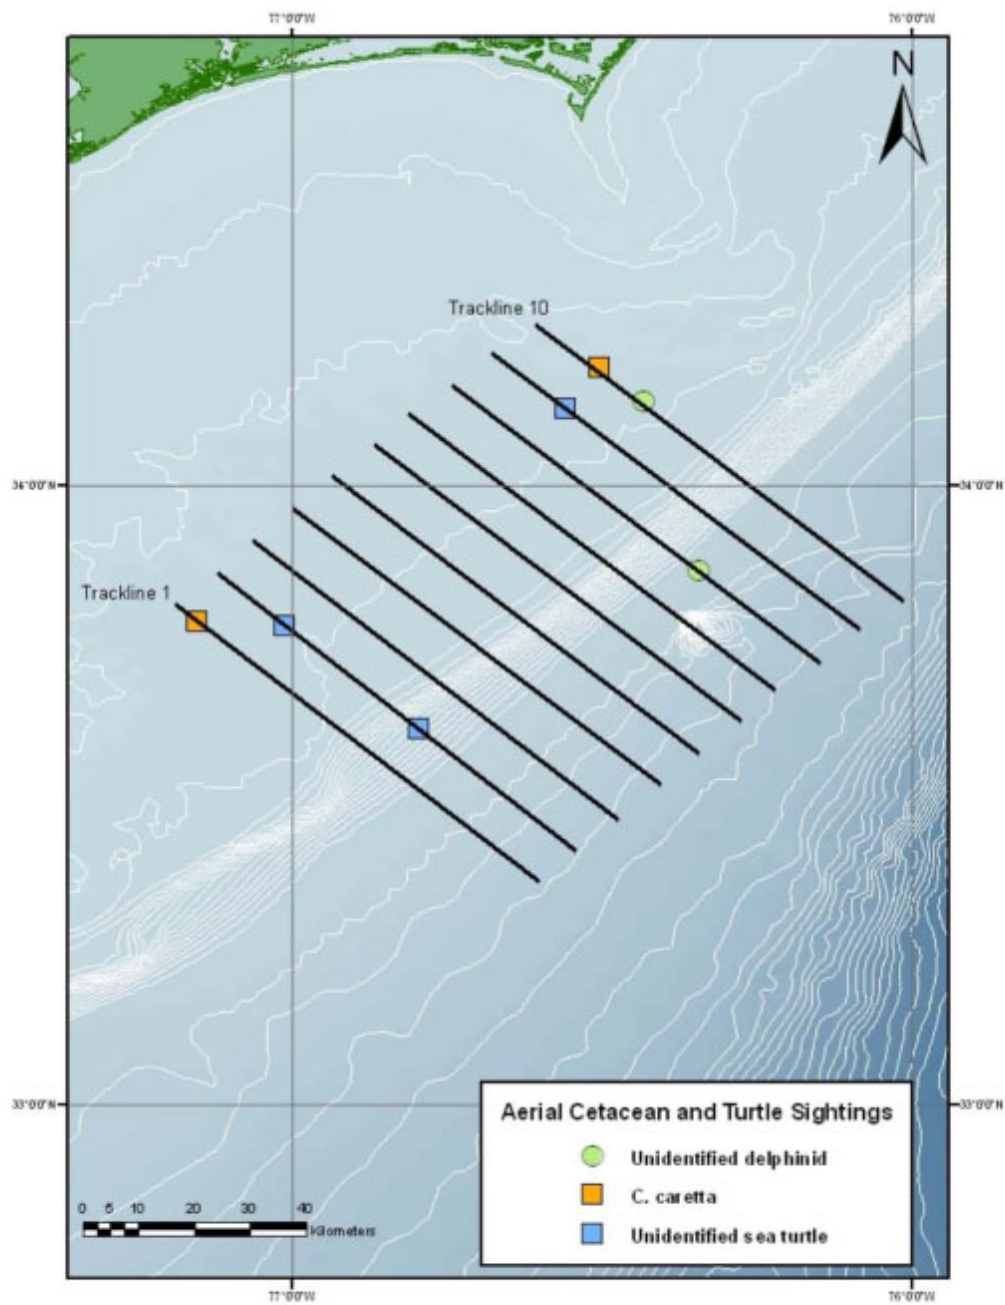 77°0'0"W
76°0'0"W
N
Trackline 10
34°0'0"N
34°0'0"N
Trackline 1
33°0'0"N
33°0'0"N
Aerial Cetacean and Turtle Sightings
Unidentified delphinid
C. caretta
Unidentified sea turtle
0 5 10 20 30 40
Kilometers
77°0'0"W
76°0'0"W